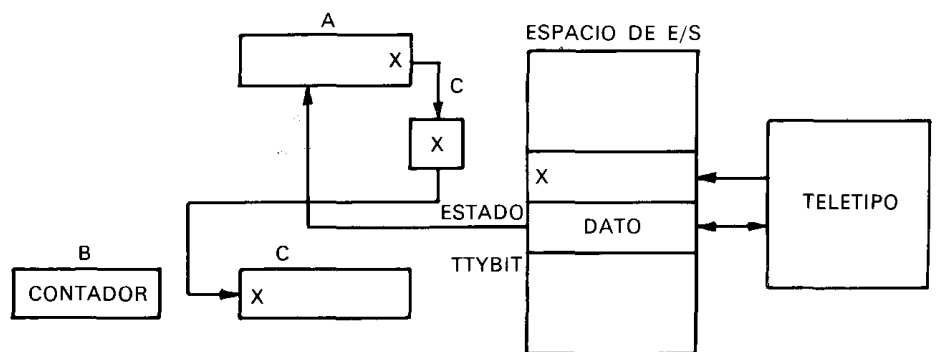 A
ESPACIO DE E/S
X
C
X
X
TELETIPO
ESTADO
DATO
B
C
TTYBIT
CONTADOR
X